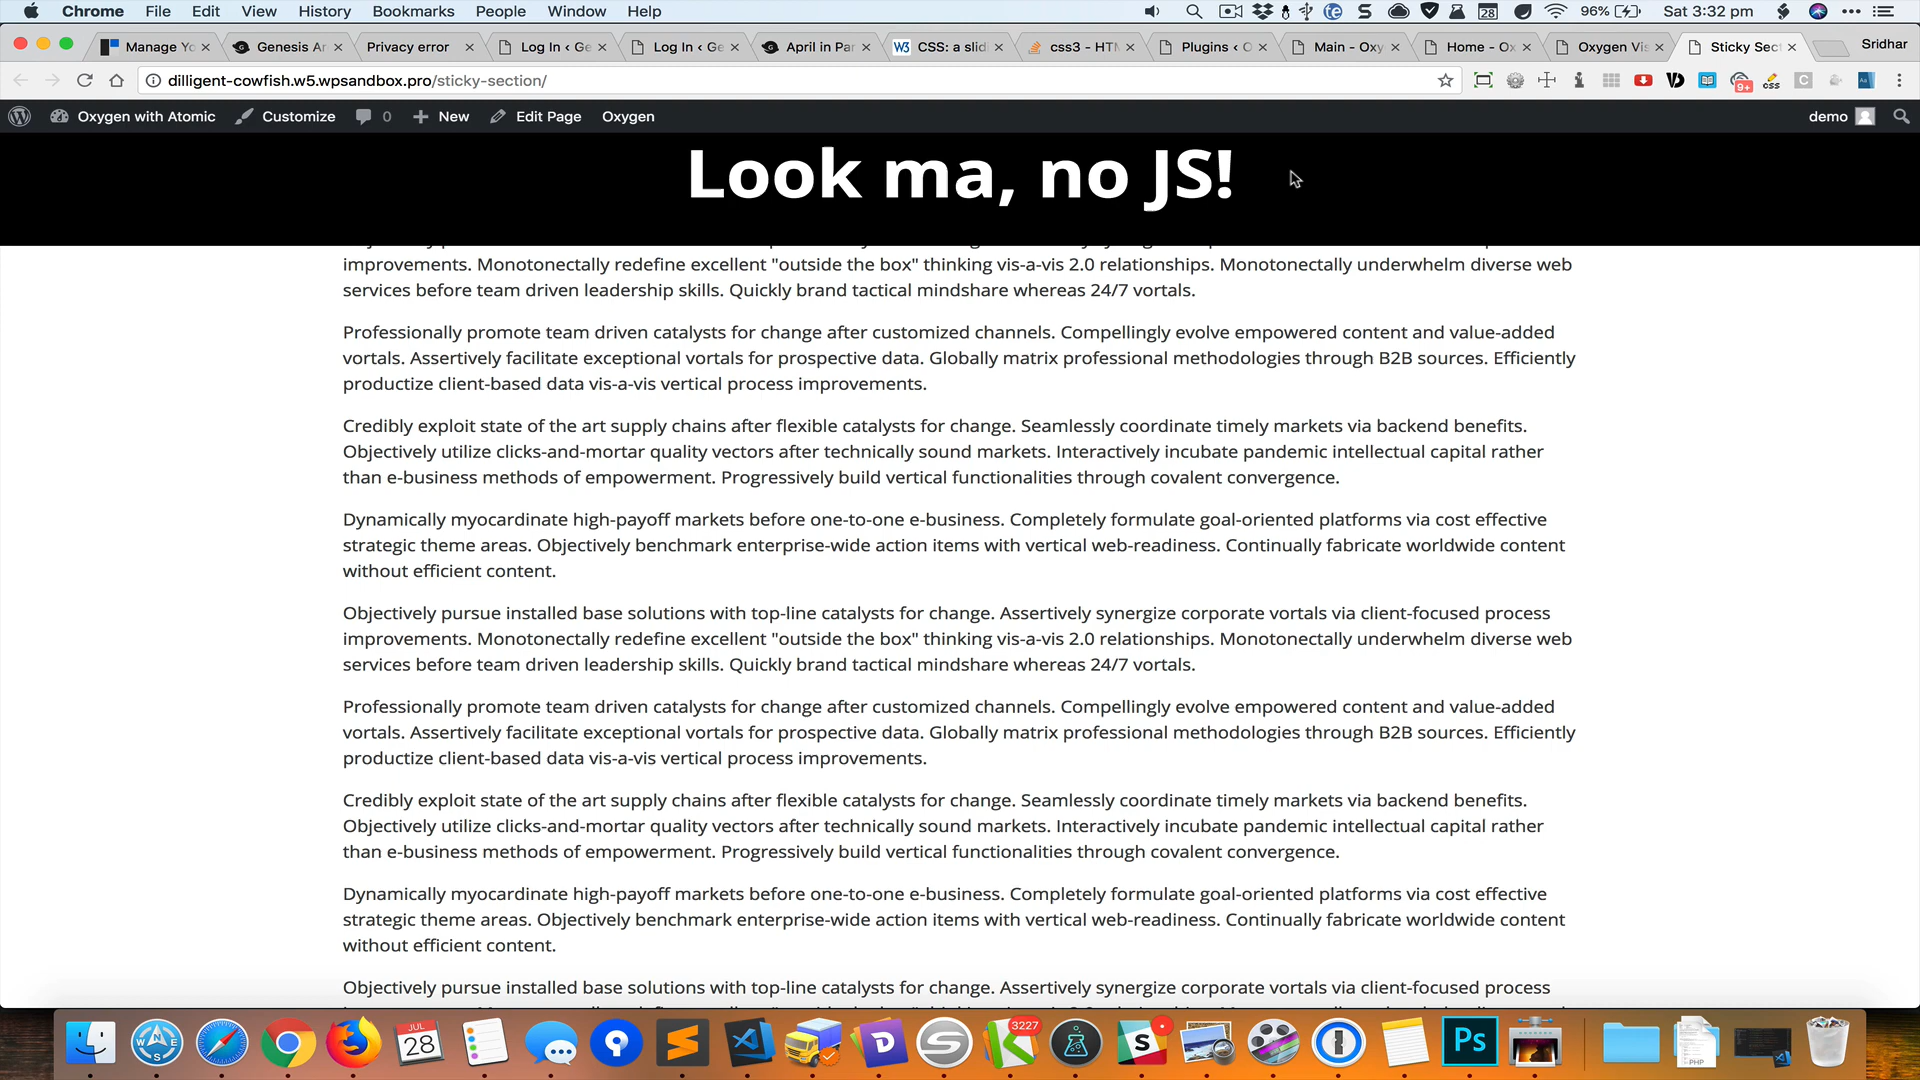 Chrome File Edit View History Bookmarks People Window Help 96% Sat 3:32 pm
Manage Yo Genesis Ar Privacy error Log In ‹ Ge Log In ‹ Ge April in Par W3 CSS: a slid css3 - HTM Plugins ‹ O Main - Oxy Home - Ox Oxygen Vis Sticky Sect Sridhar
dilligent-cowfish.w5.wpsandbox.pro/sticky-section/
Oxygen with Atomic Customize 0 New Edit Page Oxygen demo
Look ma, no JS!
improvements. Monotonectally redefine excellent "outside the box" thinking vis-a-vis 2.0 relationships. Monotonectally underwhelm diverse web
services before team driven leadership skills. Quickly brand tactical mindshare whereas 24/7 vortals.
Professionally promote team driven catalysts for change after customized channels. Compellingly evolve empowered content and value-added
vortals. Assertively facilitate exceptional vortals for prospective data. Globally matrix professional methodologies through B2B sources. Efficiently
productize client-based data vis-a-vis vertical process improvements.
Credibly exploit state of the art supply chains after flexible catalysts for change. Seamlessly coordinate timely markets via backend benefits.
Objectively utilize clicks-and-mortar quality vectors after technically sound markets. Interactively incubate pandemic intellectual capital rather
than e-business methods of empowerment. Progressively build vertical functionalities through covalent convergence.
Dynamically myocardinate high-payoff markets before one-to-one e-business. Completely formulate goal-oriented platforms via cost effective
strategic theme areas. Objectively benchmark enterprise-wide action items with vertical web-readiness. Continually fabricate worldwide content
without efficient content.
Objectively pursue installed base solutions with top-line catalysts for change. Assertively synergize corporate vortals via client-focused process
improvements. Monotonectally redefine excellent "outside the box" thinking vis-a-vis 2.0 relationships. Monotonectally underwhelm diverse web
services before team driven leadership skills. Quickly brand tactical mindshare whereas 24/7 vortals.
Professionally promote team driven catalysts for change after customized channels. Compellingly evolve empowered content and value-added
vortals. Assertively facilitate exceptional vortals for prospective data. Globally matrix professional methodologies through B2B sources. Efficiently
productize client-based data vis-a-vis vertical process improvements.
Credibly exploit state of the art supply chains after flexible catalysts for change. Seamlessly coordinate timely markets via backend benefits.
Objectively utilize clicks-and-mortar quality vectors after technically sound markets. Interactively incubate pandemic intellectual capital rather
than e-business methods of empowerment. Progressively build vertical functionalities through covalent convergence.
Dynamically myocardinate high-payoff markets before one-to-one e-business. Completely formulate goal-oriented platforms via cost effective
strategic theme areas. Objectively benchmark enterprise-wide action items with vertical web-readiness. Continually fabricate worldwide content
without efficient content.
Objectively pursue installed base solutions with top-line catalysts for change. Assertively synergize corporate vortals via client-focused process
JUL
28
3227
Ps
PHP